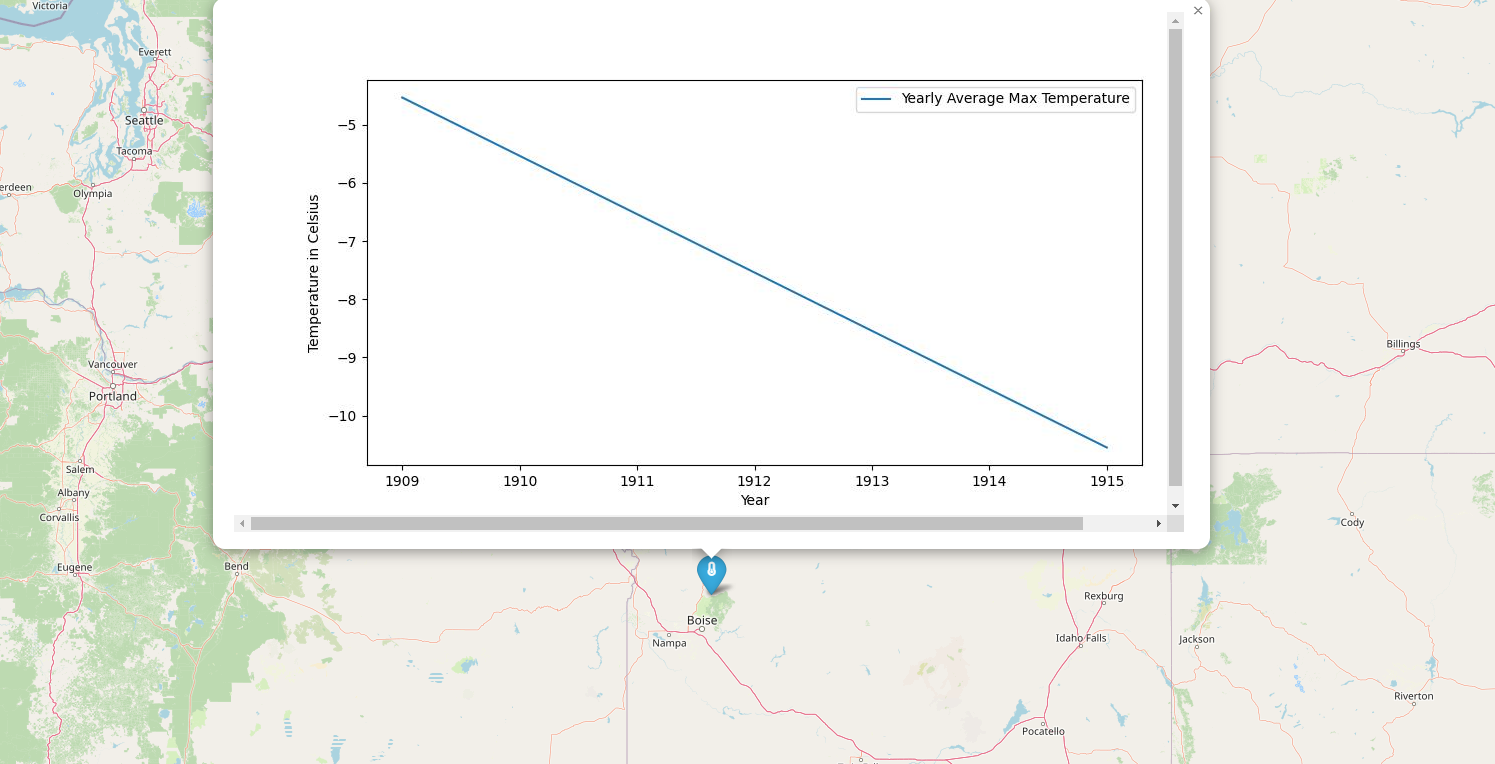 Victoria
×
Everett
Seattle
Tacoma
erdeen
Olympia
Vancouver
Portland
Salem
Albany
Corvallis
Eugene
Bend
Yearly Average Max Temperature
Temperature in Celsius
−5
−6
−7
−8
−9
−10
1909 1910 1911 1912 1913 1914 1915
Year
Billings
Cody
Boise
Nampa
Rexburg
Idaho Falls
Jackson
Riverton
Pocatello